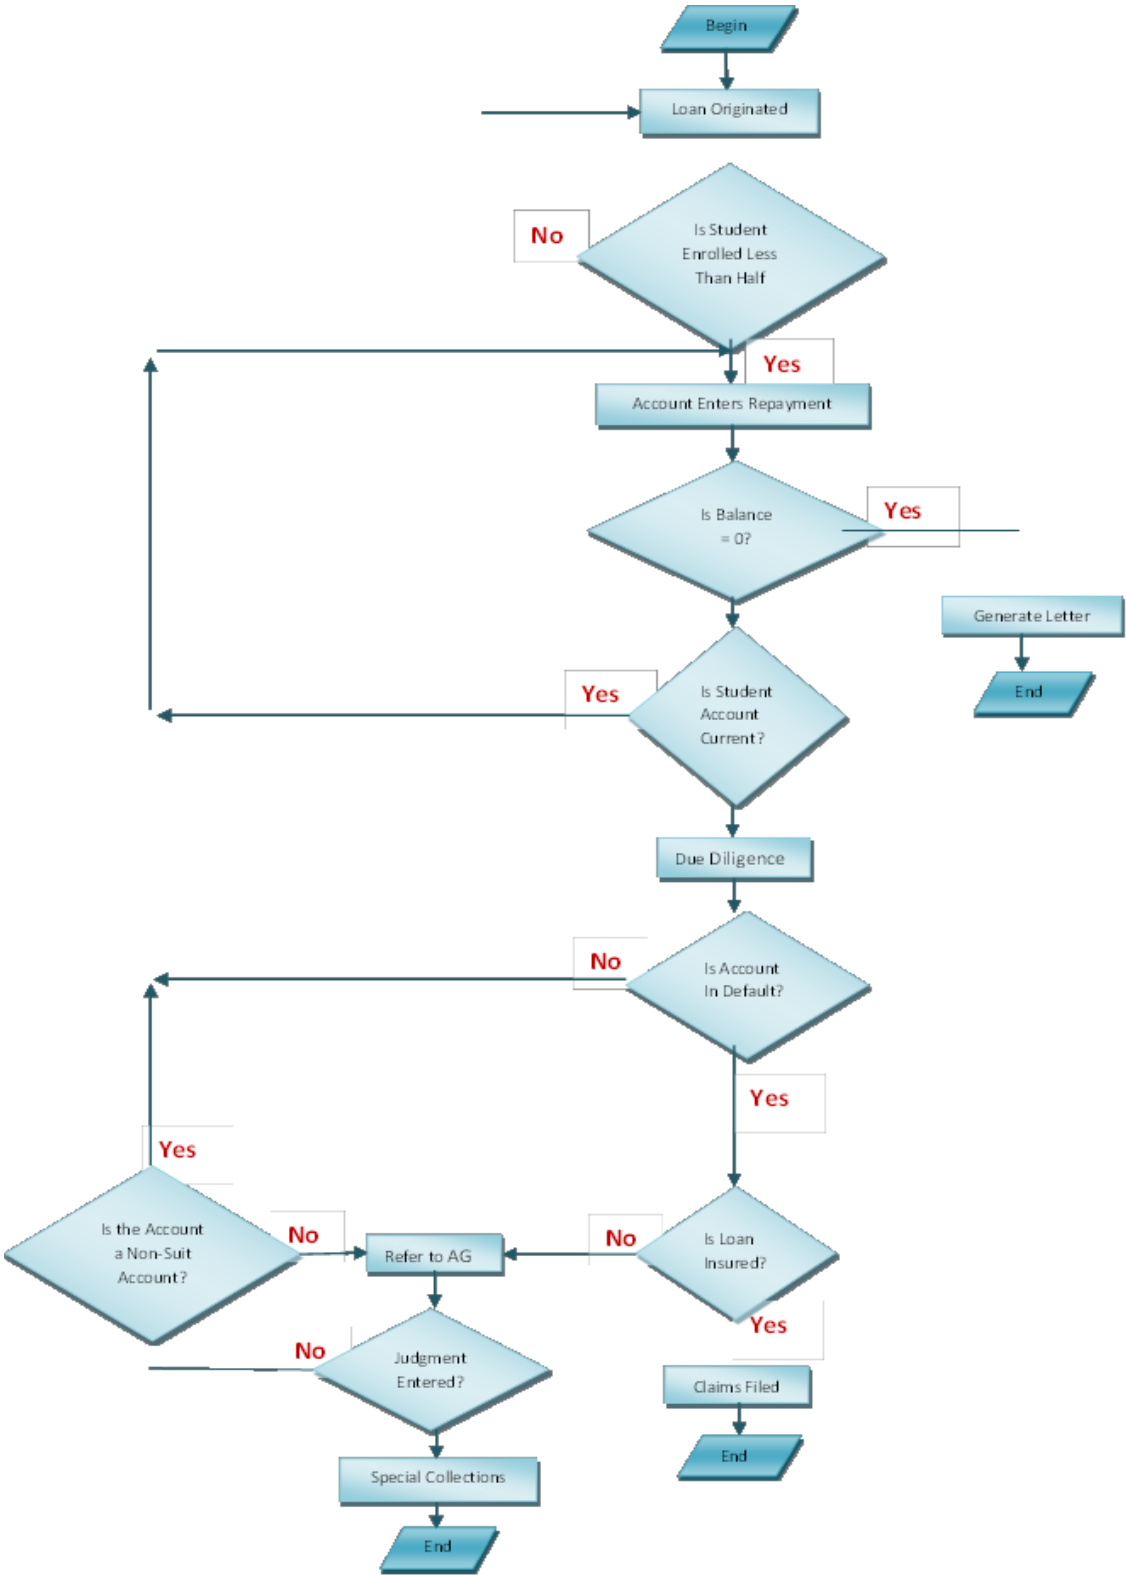 Begin
Loan Originated
No
Is Student
Enrolled Less
Than Half
Yes
Account Enters Repayment
Is Balance
= 0?
Yes
Generate Letter
End
Yes
Is Student
Account
Current?
Due Diligence
No
Is Account
In Default?
Yes
Yes
Is the Account
a Non-Suit
Account?
No
Refer to AG
No
Is Loan
Insured?
Yes
No
Judgment
Entered?
Claims Filed
End
Special Collections
End